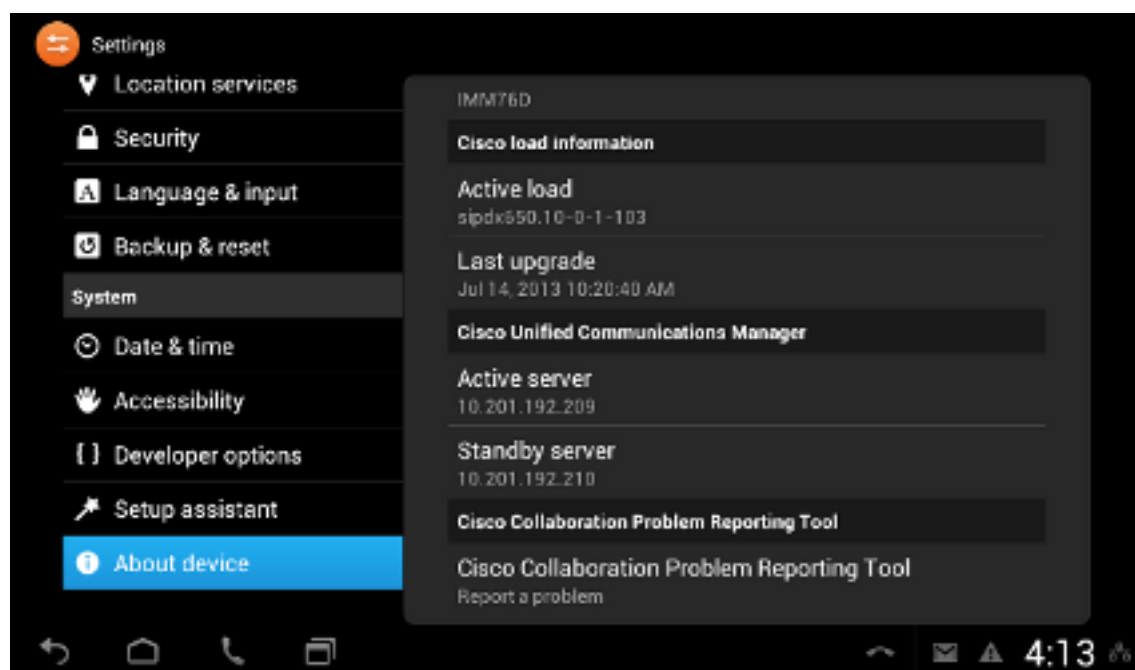 Settings
Location services
Security
Language & input
Backup & reset
System
Date & time
Accessibility
Developer options
Setup assistant
About device
IMM76D
Cisco load information
Active load
sipdx650.10-0-1-103
Last upgrade
Jul 14, 2013 10:20:40 AM
Cisco Unified Communications Manager
Active server
10.201.192.209
Standby server
10.201.192.210
Cisco Collaboration Problem Reporting Tool
Cisco Collaboration Problem Reporting Tool
Report a problem
4:13